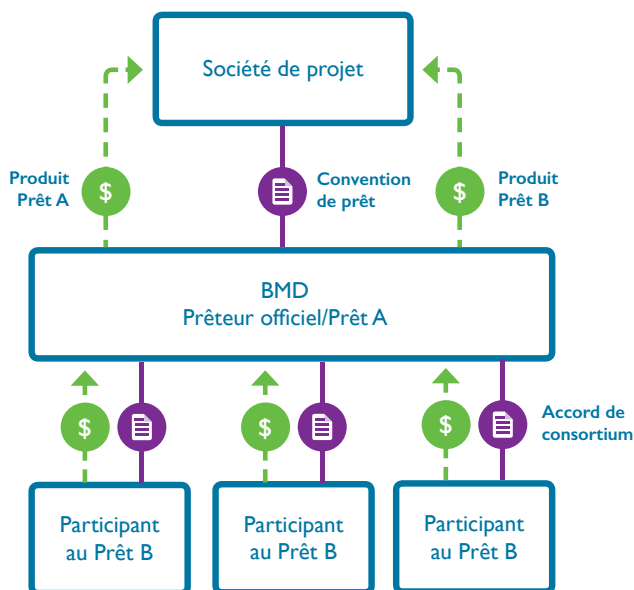 Société de projet
Produit
Prêt A
$
Convention
de prêt
$
Produit
Prêt B
BMD
Prêteur officiel/Prêt A
$
$
$
Accord de
consortium
Participant
au Prêt B
Participant
au Prêt B
Participant
au Prêt B